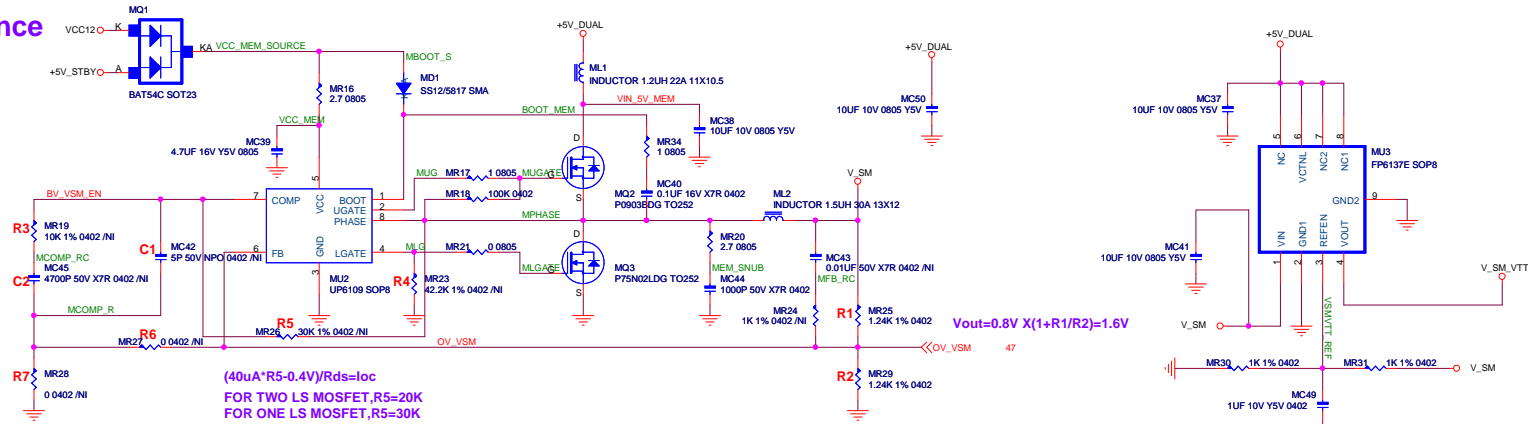 nce
MQ1
VCC12
K
KA
VCC_MEM_SOURCE
+5V_STBY
A
BAT54C SOT23
MBOOT_S
MR16
2.7 0805
MD1
SS12/5817 SMA
VCC_MEM
MC39
4.7UF 16V Y5V 0805
+5V_DUAL
ML1
INDUCTOR 1.2UH 22A 11X10.5
VIN_5V_MEM
BOOT_MEM
MC38
10UF 10V 0805 Y5V
MR34
1 0805
MC40
0.1UF 16V X7R 0402
D
G
S
MQ2
P0903BDG TO252
MUG
MR17
1 0805
MUGATE
MR18
100K 0402
MPHASE
BV_VSM_EN
7
COMP
5
VCC
BOOT
1
UGATE
2
PHASE
8
6
FB
GND
3
LGATE
4
MU2
UP6109 SOP8
R3
MR19
10K 1% 0402 /NI
MCOMP_RC
C2
MC45
4700P 50V X7R 0402 /NI
C1
MC42
5P 50V NPO 0402 /NI
MCOMP_R
MLG
MR21
0 0805
MLGATE
R4
MR23
42.2K 1% 0402 /NI
D
G
S
MQ3
P75N02LDG TO252
MR20
2.7 0805
MEM_SNUB
MC44
1000P 50V X7R 0402
ML2
INDUCTOR 1.5UH 30A 13X12
V_SM
MC43
0.01UF 50V X7R 0402 /NI
MFB_RC
MR24
1K 1% 0402 /NI
R1
MR25
1.24K 1% 0402
Vout=0.8V X(1+R1/R2)=1.6V
R5
MR26
30K 1% 0402 /NI
R6
MR27
0 0402 /NI
OV_VSM
OV_VSM
47
R7
MR28
0 0402 /NI
R2
MR29
1.24K 1% 0402
(40uA*R5-0.4V)/Rds=Ioc
FOR TWO LS MOSFET,R5=20K
FOR ONE LS MOSFET,R5=30K
+5V_DUAL
MC50
10UF 10V 0805 Y5V
+5V_DUAL
MC37
10UF 10V 0805 Y5V
5
6
7
8
NC
VCTNL
NC2
NC1
MU3
FP6137E SOP8
GND2
9
VIN
GND1
REFEN
VOUT
1
2
3
4
MC41
10UF 10V 0805 Y5V
V_SM
V_SM_VTT
VSMVTT_REF
MR30
1K 1% 0402
MR31
1K 1% 0402
V_SM
MC49
1UF 10V Y5V 0402